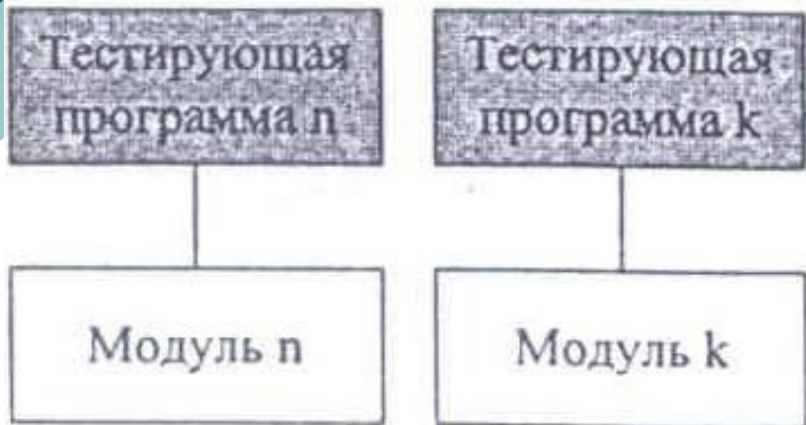 Тестирующая
программа n
Тестирующая
программа k
Модуль n
Модуль k